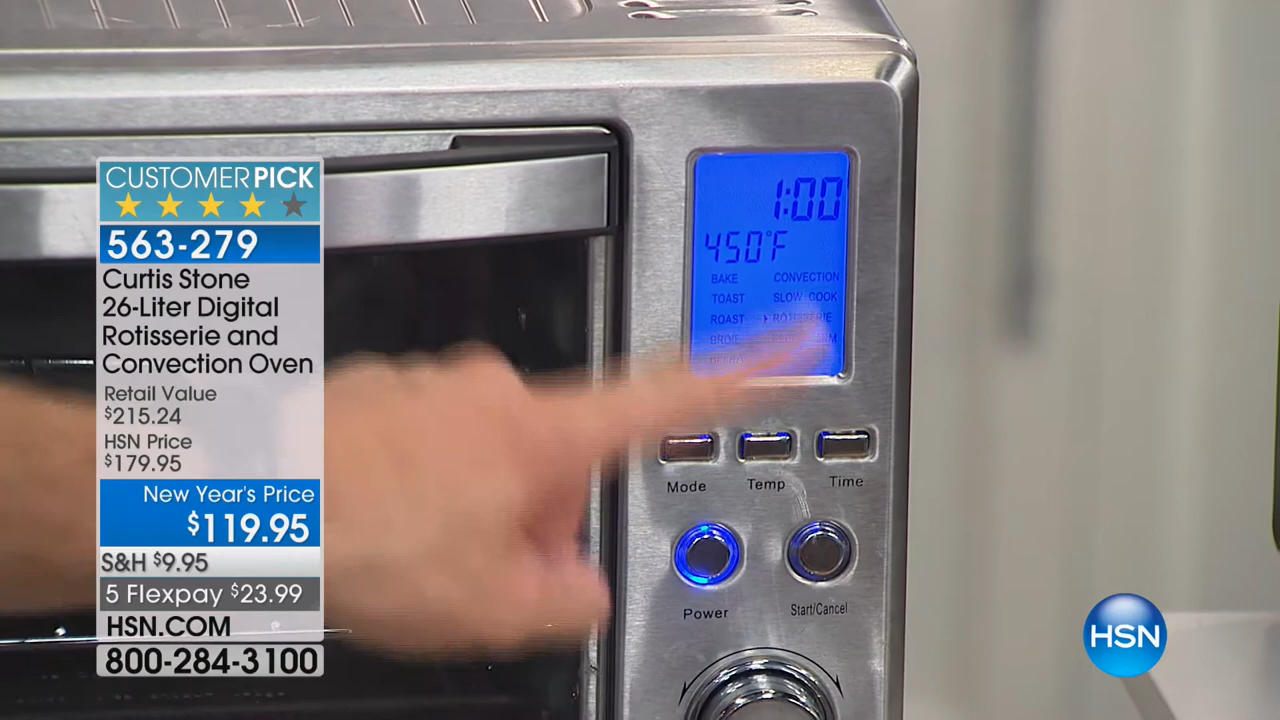 CUSTOMER PICK
563-279
Curtis Stone
26-Liter Digital
Rotisserie and
Convection Oven
Retail Value
$215.24
HSN Price
$179.95
New Year's Price
$119.95
S&H $9.95
5 Flexpay $23.99
HSN.COM
800-284-3100
1:00
450°F
BAKE CONVECTION
TOAST SLOW COOK
ROAST ROTISSERIE
Mode Temp Time
Power Start/Cancel
HSN